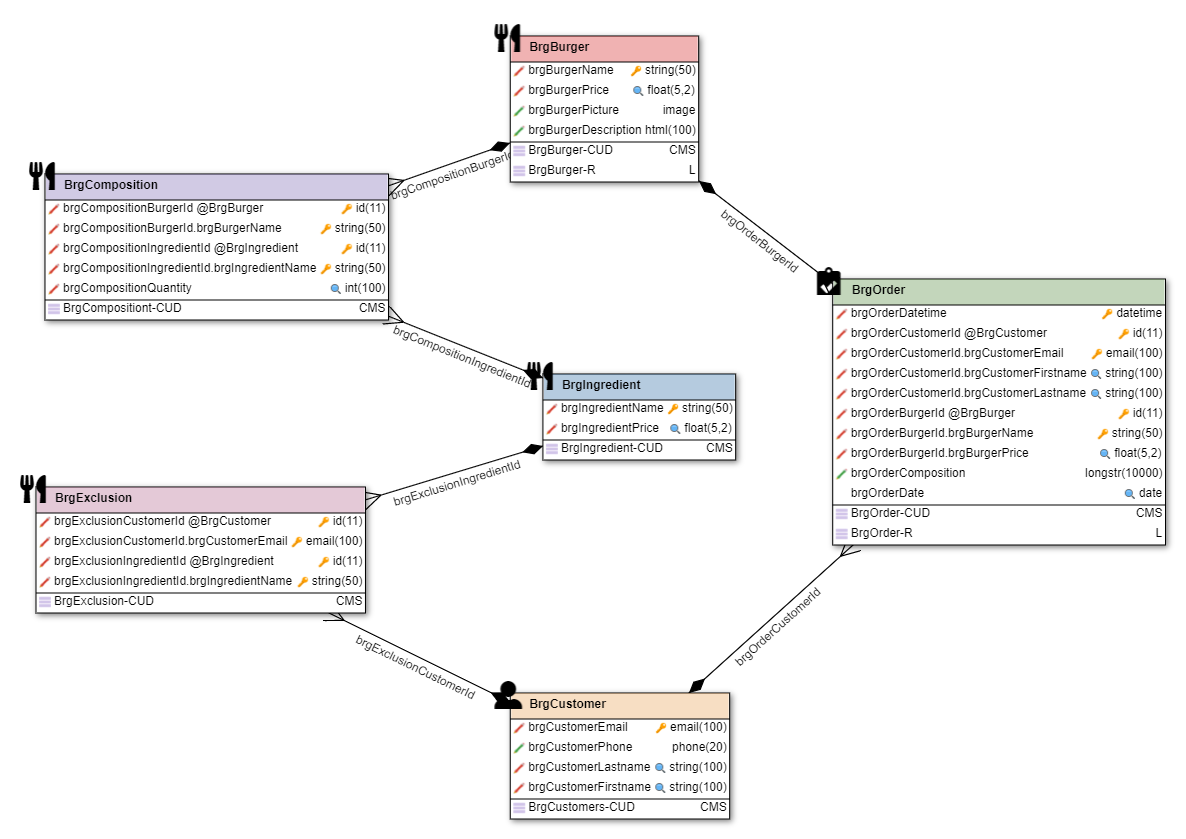 BrgBurger
brgBurgerName string(50)
brgBurgerPrice float(5,2)
brgBurgerPicture image
brgBurgerDescription html(100)
BrgBurger-CUD CMS
BrgBurger-R L
brgCompositionBurgerId
brgOrderBurgerId
BrgComposition
brgCompositionBurgerId @BrgBurger id(11)
brgCompositionBurgerId.brgBurgerName string(50)
brgCompositionIngredientId @BrgIngredient id(11)
brgCompositionIngredientId.brgIngredientName string(50)
brgCompositionQuantity int(100)
BrgCompositiont-CUD CMS
brgCompositionIngredientId
BrgOrder
brgOrderDatetime datetime
brgOrderCustomerId @BrgCustomer id(11)
brgOrderCustomerId.brgCustomerEmail email(100)
brgOrderCustomerId.brgCustomerFirstname string(100)
brgOrderCustomerId.brgCustomerLastname string(100)
brgOrderBurgerId @BrgBurger id(11)
brgOrderBurgerId.brgBurgerName string(50)
brgOrderBurgerId.brgBurgerPrice float(5,2)
brgOrderComposition longstr(10000)
brgOrderDate date
BrgOrder-CUD CMS
BrgOrder-R L
BrgIngredient
brgIngredientName string(50)
brgIngredientPrice float(5,2)
BrgIngredient-CUD CMS
brgExclusionIngredientId
BrgExclusion
brgExclusionCustomerId @BrgCustomer id(11)
brgExclusionCustomerId.brgCustomerEmail email(100)
brgExclusionIngredientId @BrgIngredient id(11)
brgExclusionIngredientId.brgIngredientName string(50)
BrgExclusion-CUD CMS
brgExclusionCustomerId
brgOrderCustomerId
BrgCustomer
brgCustomerEmail email(100)
brgCustomerPhone phone(20)
brgCustomerLastname string(100)
brgCustomerFirstname string(100)
BrgCustomers-CUD CMS